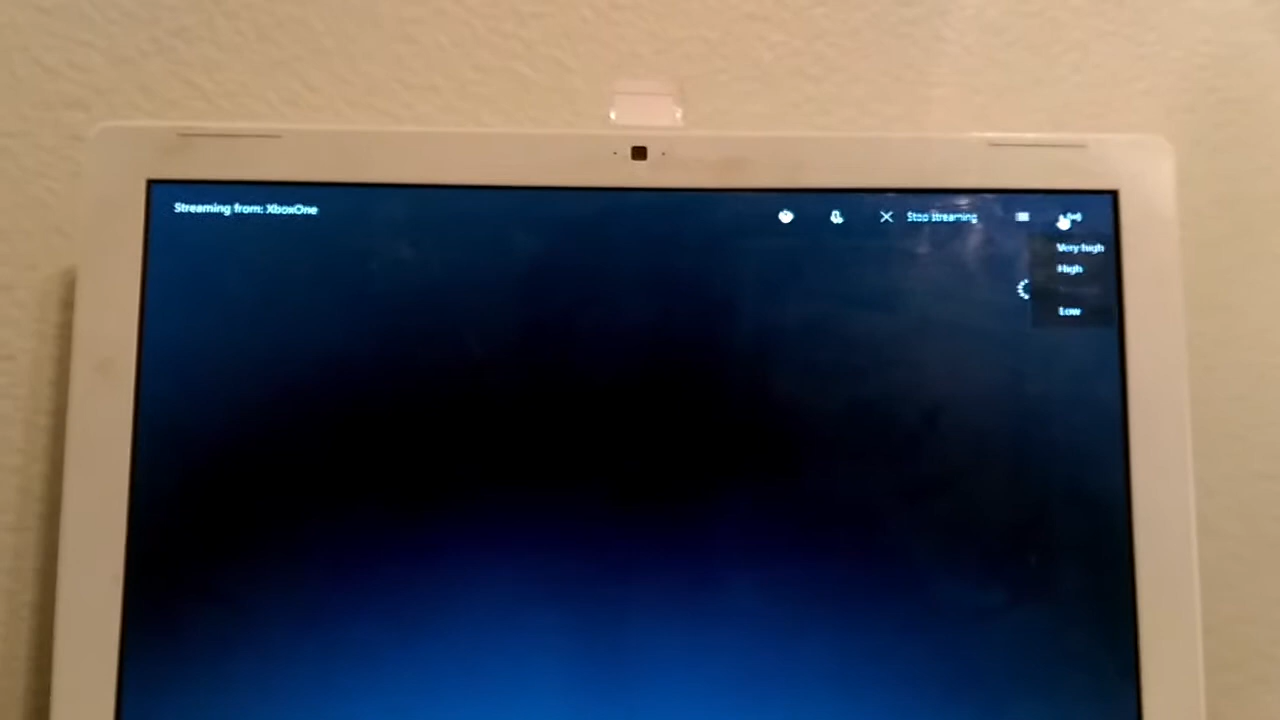 Streaming from: XboxOne
Stop streaming
Very high
High
Low